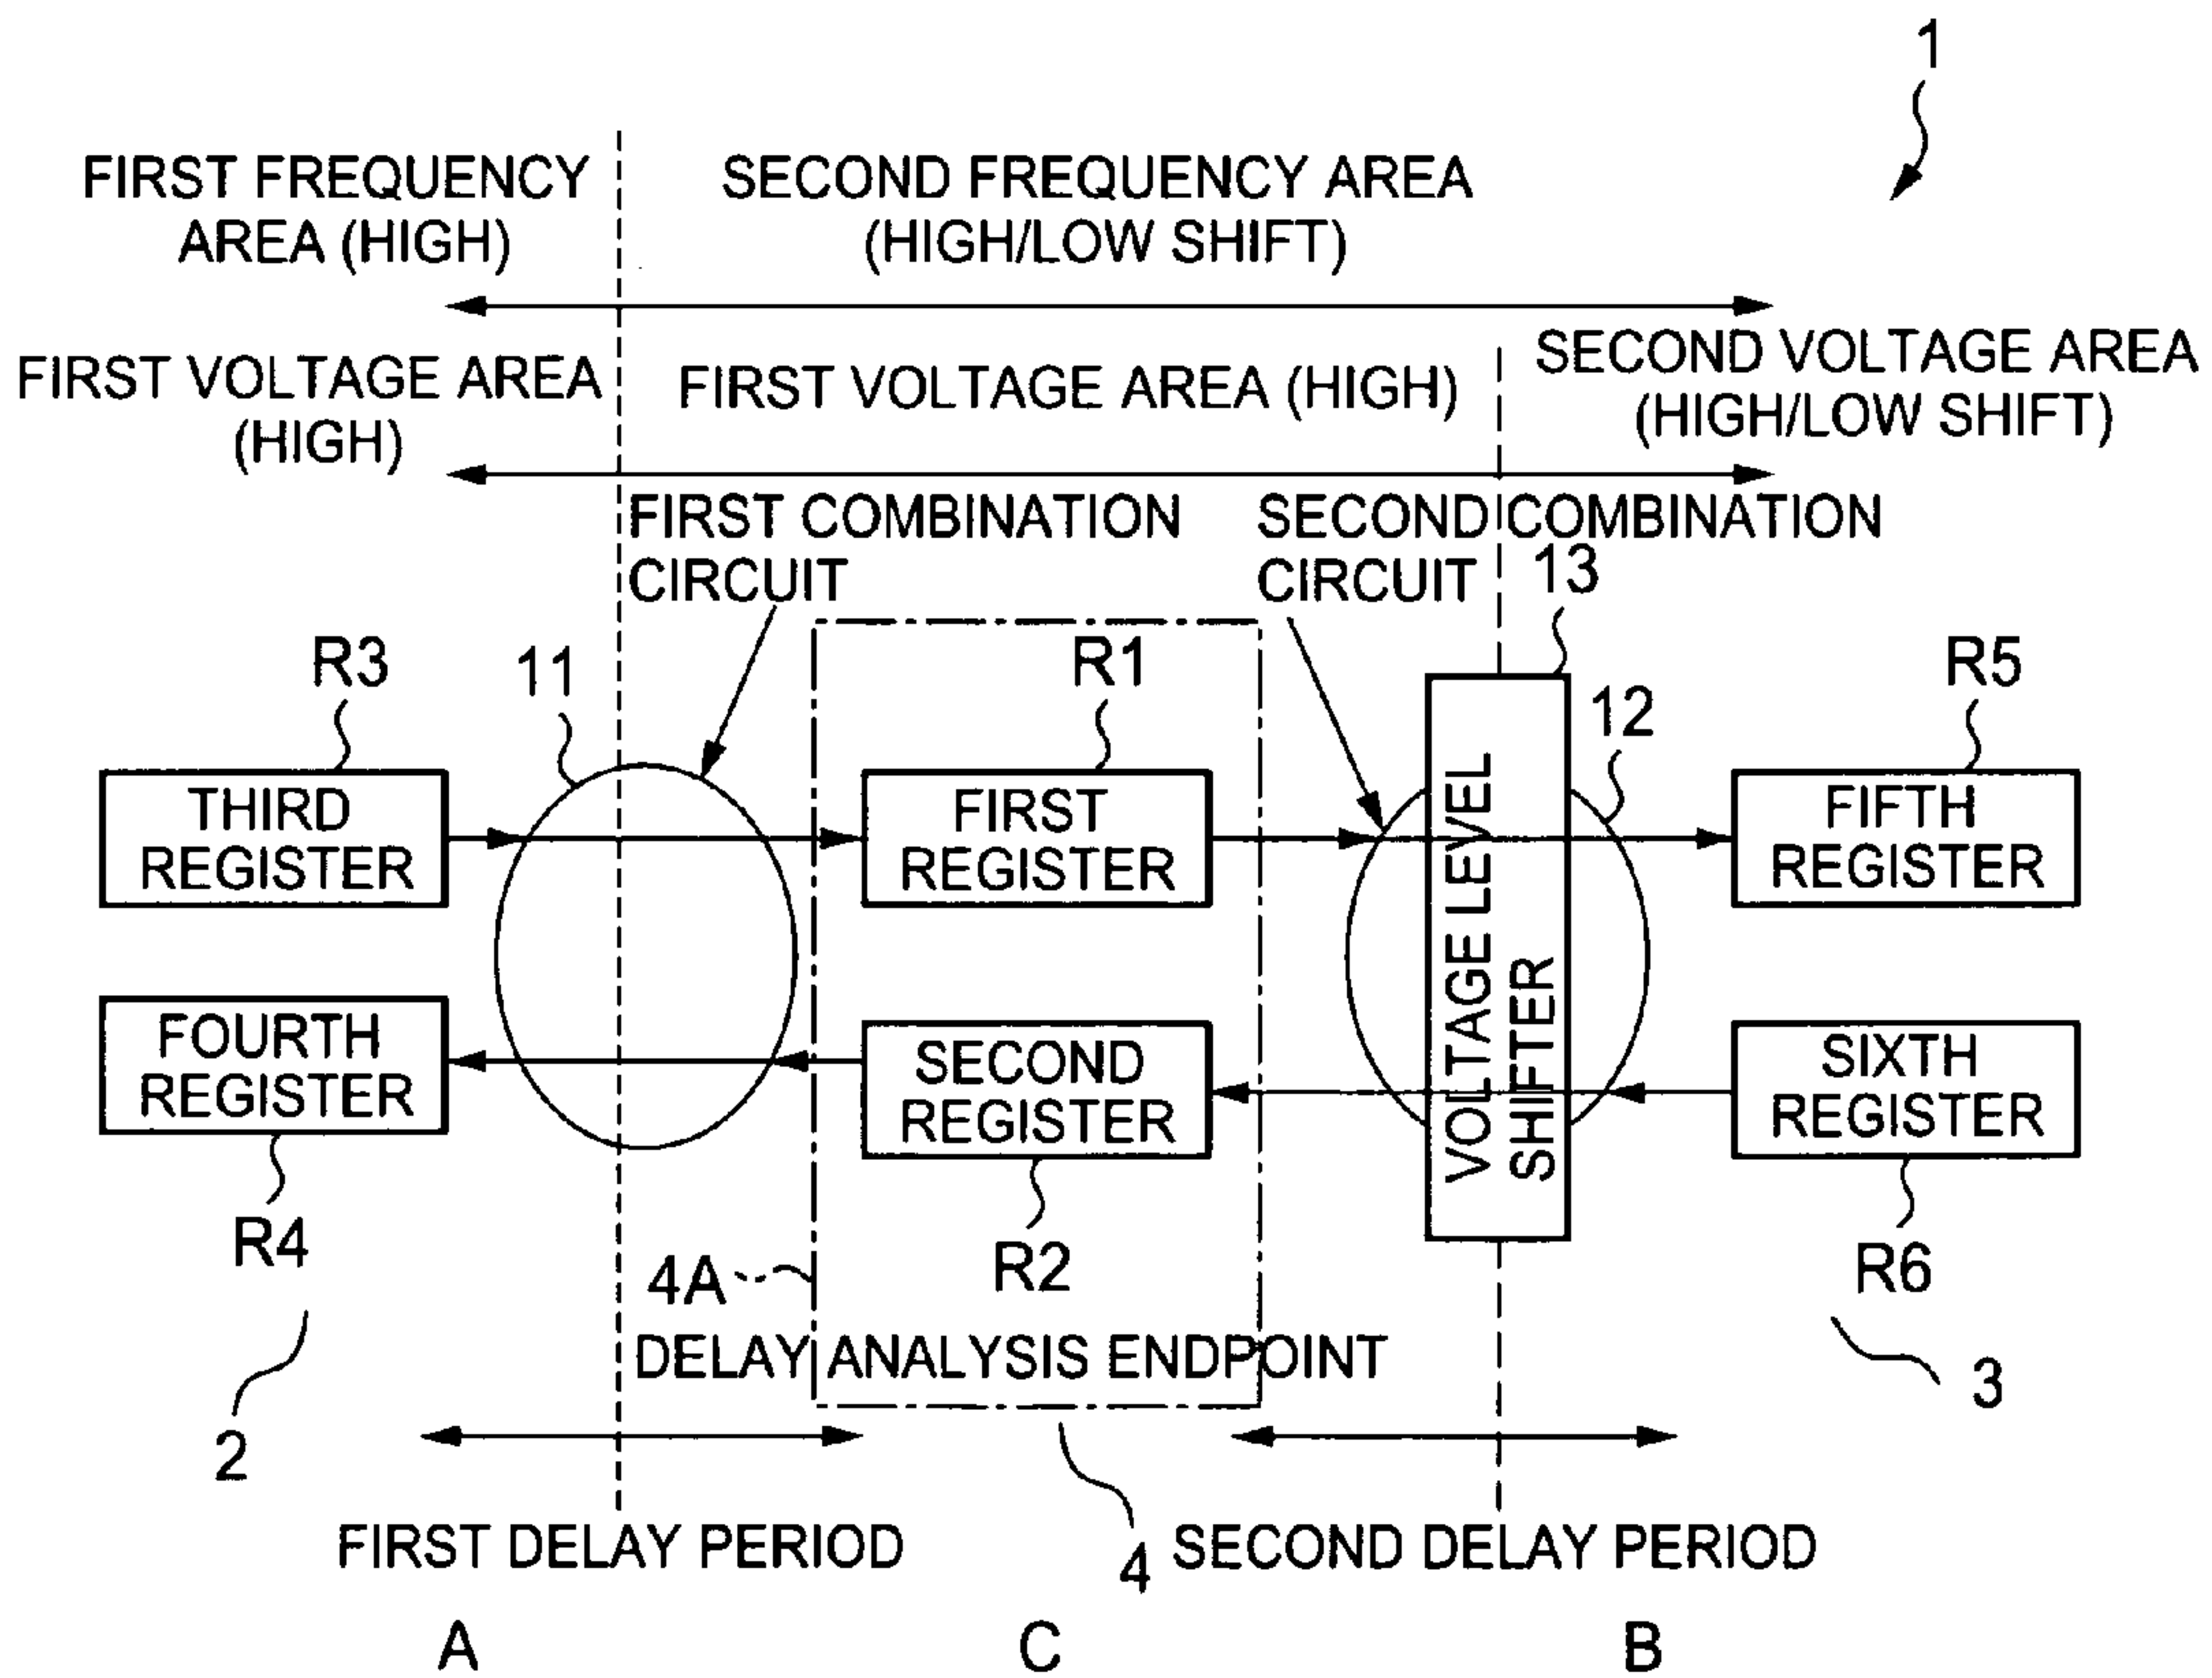 1
FIRST FREQUENCY
AREA (HIGH)
SECOND FREQUENCY AREA
(HIGH/LOW SHIFT)
FIRST VOLTAGE AREA
(HIGH)
FIRST VOLTAGE AREA (HIGH)
SECOND VOLTAGE AREA
(HIGH/LOW SHIFT)
FIRST COMBINATION
CIRCUIT
SECOND COMBINATION
CIRCUIT
13
R3
11
R1
12
R5
THIRD
REGISTER
FIRST
REGISTER
VOLTAGE LEVEL
SHIFTER
FIFTH
REGISTER
FOURTH
REGISTER
SECOND
REGISTER
SIXTH
REGISTER
R4
4A
R2
R6
DELAY ANALYSIS ENDPOINT
2
3
FIRST DELAY PERIOD
4
SECOND DELAY PERIOD
A
C
B